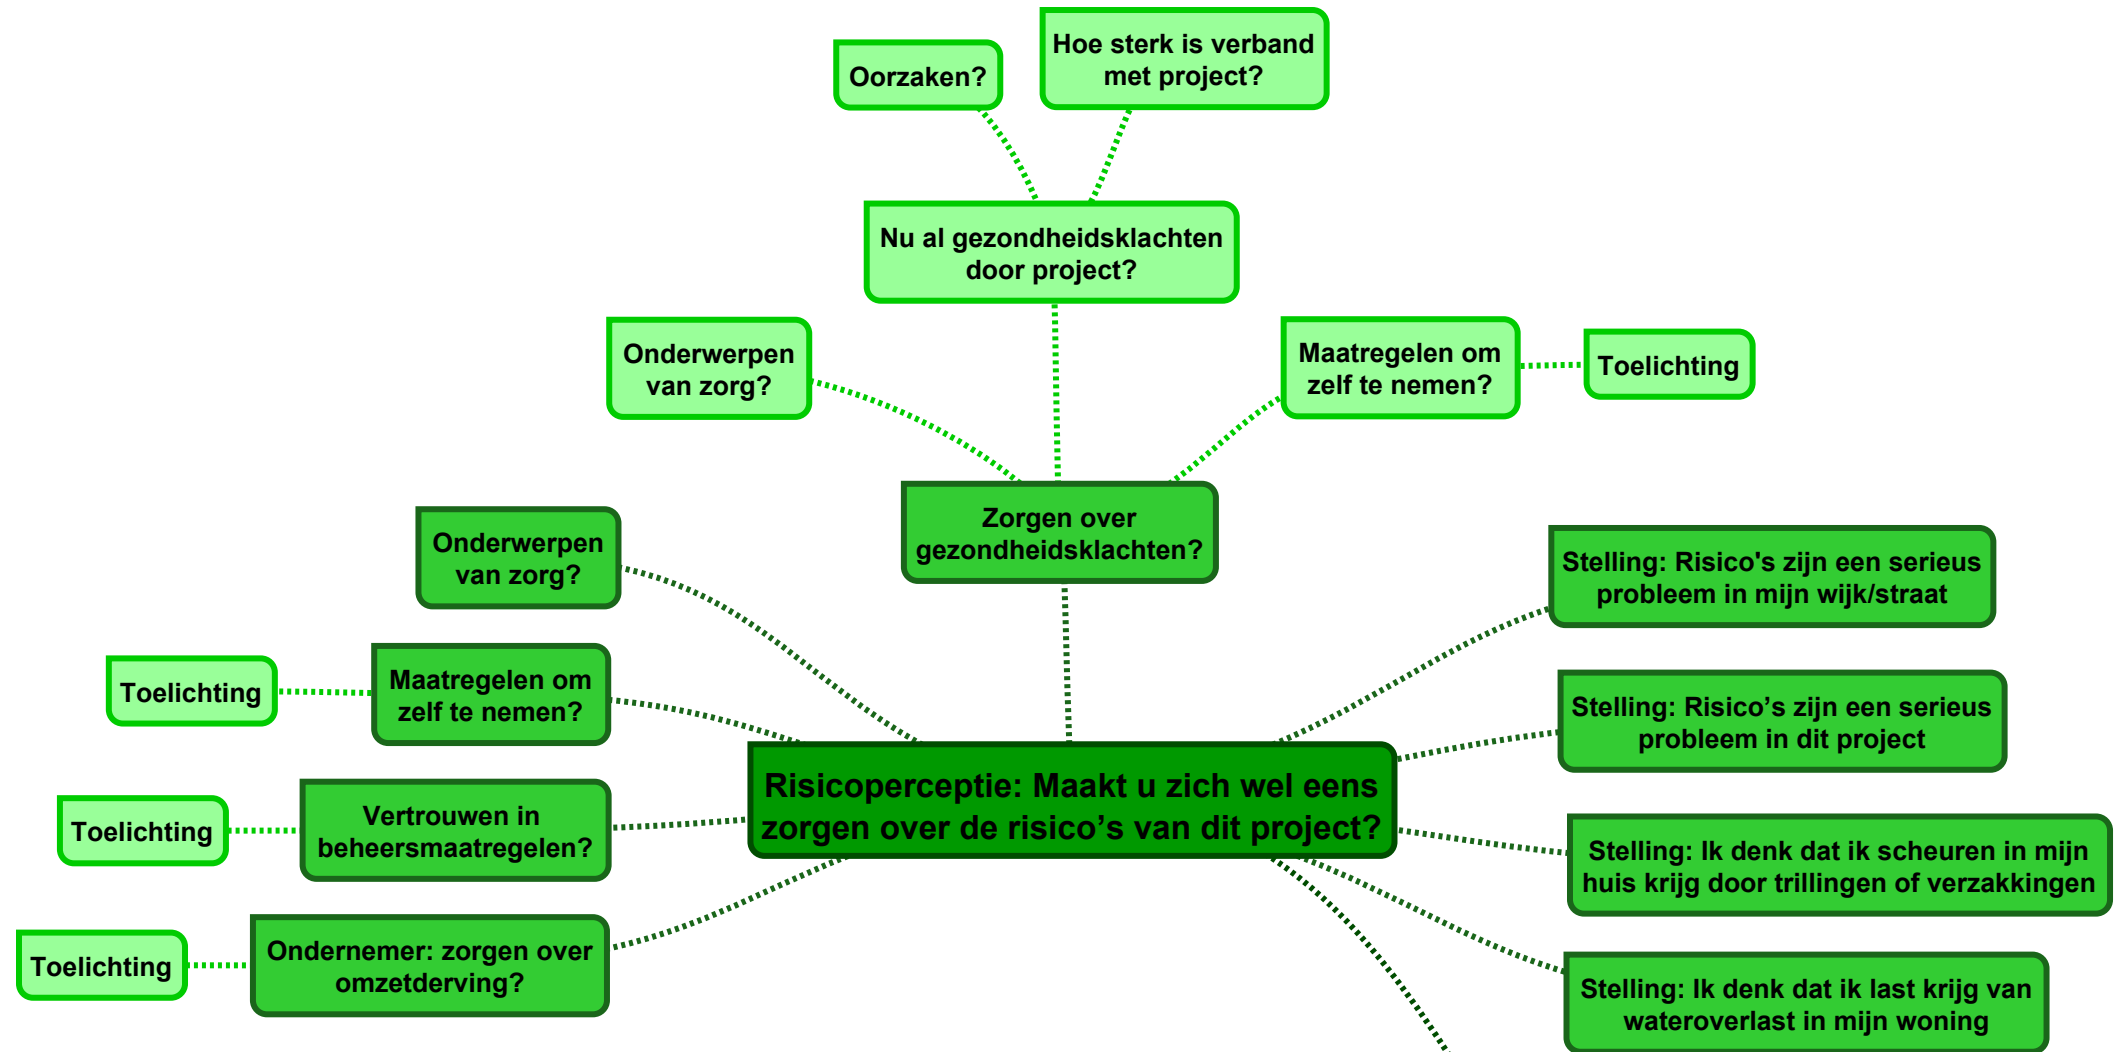 Hoe sterk is verband
met project?
Oorzaken?
Nu al gezondheidsklachten
door project?
Onderwerpen
van zorg?
Maatregelen om
zelf te nemen?
Toelichting
Zorgen over
gezondheidsklachten?
Onderwerpen
van zorg?
Stelling: Risico's zijn een serieus
probleem in mijn wijk/straat
Toelichting
Maatregelen om
zelf te nemen?
Stelling: Risico’s zijn een serieus
probleem in dit project
Risicoperceptie: Maakt u zich wel eens
zorgen over de risico’s van dit project?
Toelichting
Vertrouwen in
beheersmaatregelen?
Stelling: Ik denk dat ik scheuren in mijn
huis krijg door trillingen of verzakkingen
Toelichting
Ondernemer: zorgen over
omzetderving?
Stelling: Ik denk dat ik last krijg van
wateroverlast in mijn woning